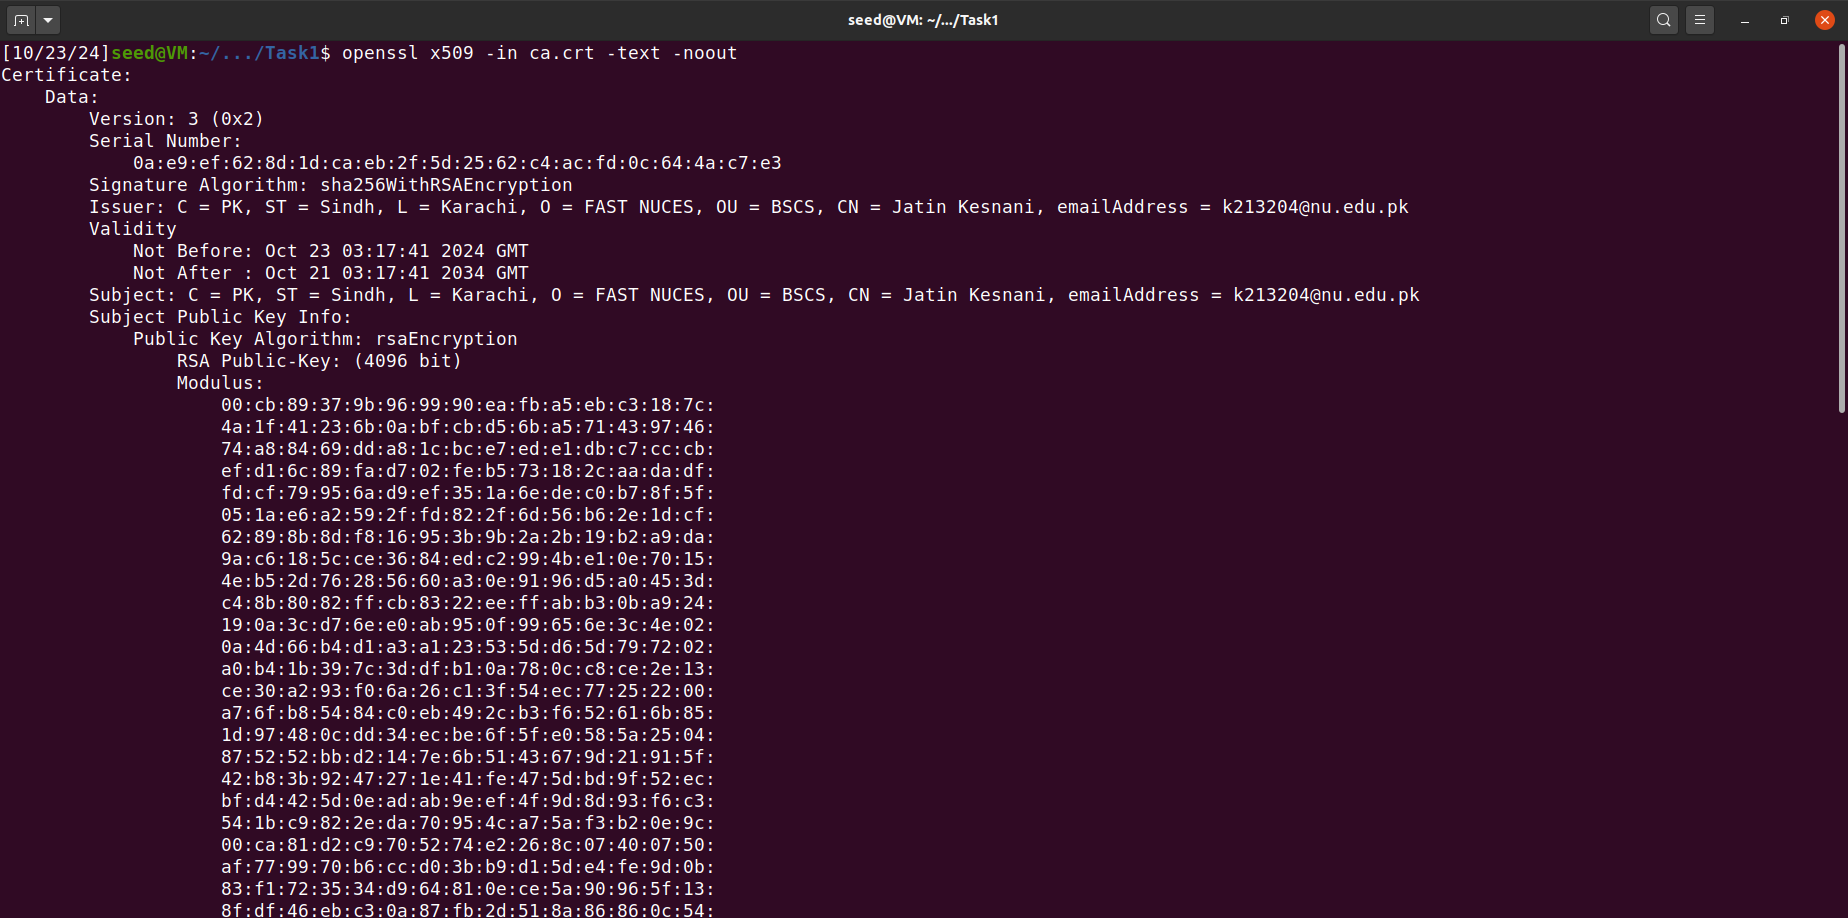 seed@VM: ~/.../Task1
[10/23/24]seed@VM:~/.../Task1$ openssl x509 -in ca.crt -text -noout
Certificate:
    Data:
        Version: 3 (0x2)
        Serial Number:
            0a:e9:ef:62:8d:1d:ca:eb:2f:5d:25:62:c4:ac:fd:0c:64:4a:c7:e3
        Signature Algorithm: sha256WithRSAEncryption
        Issuer: C = PK, ST = Sindh, L = Karachi, O = FAST NUCES, OU = BSCS, CN = Jatin Kesnani, emailAddress = k213204@nu.edu.pk
        Validity
            Not Before: Oct 23 03:17:41 2024 GMT
            Not After : Oct 21 03:17:41 2034 GMT
        Subject: C = PK, ST = Sindh, L = Karachi, O = FAST NUCES, OU = BSCS, CN = Jatin Kesnani, emailAddress = k213204@nu.edu.pk
        Subject Public Key Info:
            Public Key Algorithm: rsaEncryption
                RSA Public-Key: (4096 bit)
                Modulus:
                    00:cb:89:37:9b:96:99:90:ea:fb:a5:eb:c3:18:7c:
                    4a:1f:41:23:6b:0a:bf:cb:d5:6b:a5:71:43:97:46:
                    74:a8:84:69:dd:a8:1c:bc:e7:ed:e1:db:c7:cc:cb:
                    ef:d1:6c:89:fa:d7:02:fe:b5:73:18:2c:aa:da:df:
                    fd:cf:79:95:6a:d9:ef:35:1a:6e:de:c0:b7:8f:5f:
                    05:1a:e6:a2:59:2f:fd:82:2f:6d:56:b6:2e:1d:cf:
                    62:89:8b:8d:f8:16:95:3b:9b:2a:2b:19:b2:a9:da:
                    9a:c6:18:5c:ce:36:84:ed:c2:99:4b:e1:0e:70:15:
                    4e:b5:2d:76:28:56:60:a3:0e:91:96:d5:a0:45:3d:
                    c4:8b:80:82:ff:cb:83:22:ee:ff:ab:b3:0b:a9:24:
                    19:0a:3c:d7:6e:e0:ab:95:0f:99:65:6e:3c:4e:02:
                    0a:4d:66:b4:d1:a3:a1:23:53:5d:d6:5d:79:72:02:
                    a0:b4:1b:39:7c:3d:df:b1:0a:78:0c:c8:ce:2e:13:
                    ce:30:a2:93:f0:6a:26:c1:3f:54:ec:77:25:22:00:
                    a7:6f:b8:54:84:c0:eb:49:2c:b3:f6:52:61:6b:85:
                    1d:97:48:0c:dd:34:ec:be:6f:5f:e0:58:5a:25:04:
                    87:52:52:bb:d2:14:7e:6b:51:43:67:9d:21:91:5f:
                    42:b8:3b:92:47:27:1e:41:fe:47:5d:bd:9f:52:ec:
                    bf:d4:42:5d:0e:ad:ab:9e:ef:4f:9d:8d:93:f6:c3:
                    54:1b:c9:82:2e:da:70:95:4c:a7:5a:f3:b2:0e:9c:
                    00:ca:81:d2:c9:70:52:74:e2:26:8c:07:40:07:50:
                    af:77:99:70:b6:cc:d0:3b:b9:d1:5d:e4:fe:9d:0b:
                    83:f1:72:35:34:d9:64:81:0e:ce:5a:90:96:5f:13:
                    8f:df:46:eb:c3:0a:87:fb:2d:51:8a:86:86:0c:54: